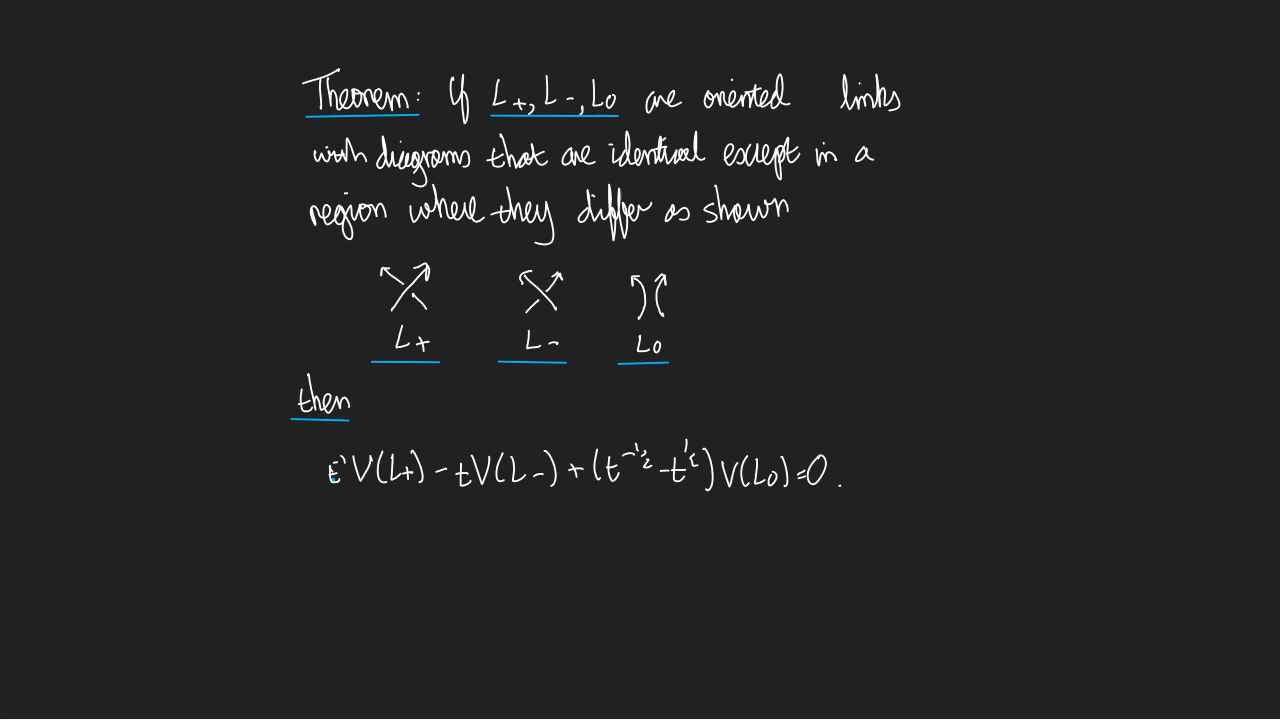 Theorem: If L+, L-, L0 are oriented links
with diagrams that are identical except in a
region where they differ as shown
L+ L- L0
then
t⁻¹V(L+) - tV(L-) + (t⁻¹/² - t¹/²)V(L0)=0.